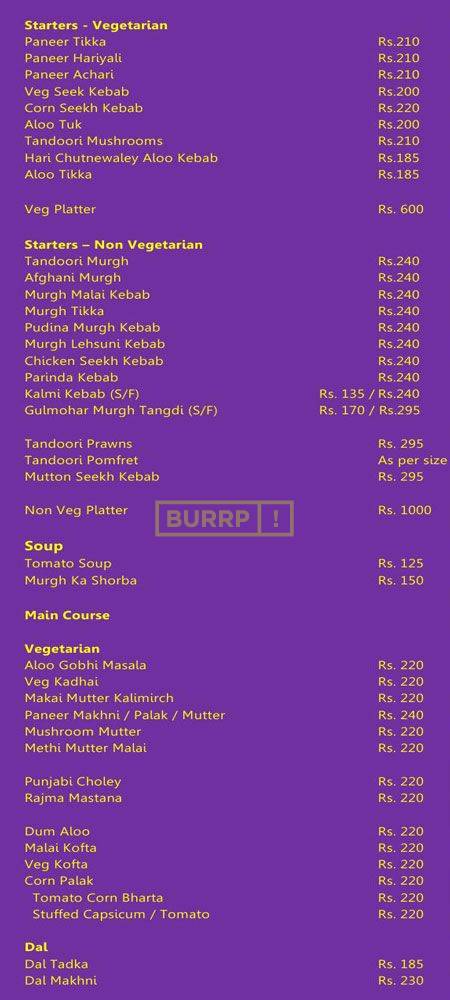 Starters - Vegetarian
Paneer Tikka Rs.210
Paneer Hariyali Rs.210
Paneer Achari Rs.210
Veg Seek Kebab Rs.200
Corn Seekh Kebab Rs.220
Aloo Tuk Rs.200
Tandoori Mushrooms Rs.210
Hari Chutnewaley Aloo Kebab Rs.185
Aloo Tikka Rs.185
Veg Platter Rs. 600
Starters – Non Vegetarian
Tandoori Murgh Rs.240
Afghani Murgh Rs.240
Murgh Malai Kebab Rs.240
Murgh Tikka Rs.240
Pudina Murgh Kebab Rs.240
Murgh Lehsuni Kebab Rs.240
Chicken Seekh Kebab Rs.240
Parinda Kebab Rs.240
Kalmi Kebab (S/F) Rs. 135 / Rs.240
Gulmohar Murgh Tangdi (S/F) Rs. 170 / Rs.295
Tandoori Prawns Rs. 295
Tandoori Pomfret As per size
Mutton Seekh Kebab Rs. 295
Non Veg Platter Rs. 1000
BURRP !
Soup
Tomato Soup Rs. 125
Murgh Ka Shorba Rs. 150
Main Course
Vegetarian
Aloo Gobhi Masala Rs. 220
Veg Kadhai Rs. 220
Makai Mutter Kalimirch Rs. 220
Paneer Makhni / Palak / Mutter Rs. 240
Mushroom Mutter Rs. 220
Methi Mutter Malai Rs. 220
Punjabi Choley Rs. 220
Rajma Mastana Rs. 220
Dum Aloo Rs. 220
Malai Kofta Rs. 220
Veg Kofta Rs. 220
Corn Palak Rs. 220
Tomato Corn Bharta Rs. 220
Stuffed Capsicum / Tomato Rs. 220
Dal
Dal Tadka Rs. 185
Dal Makhni Rs. 230